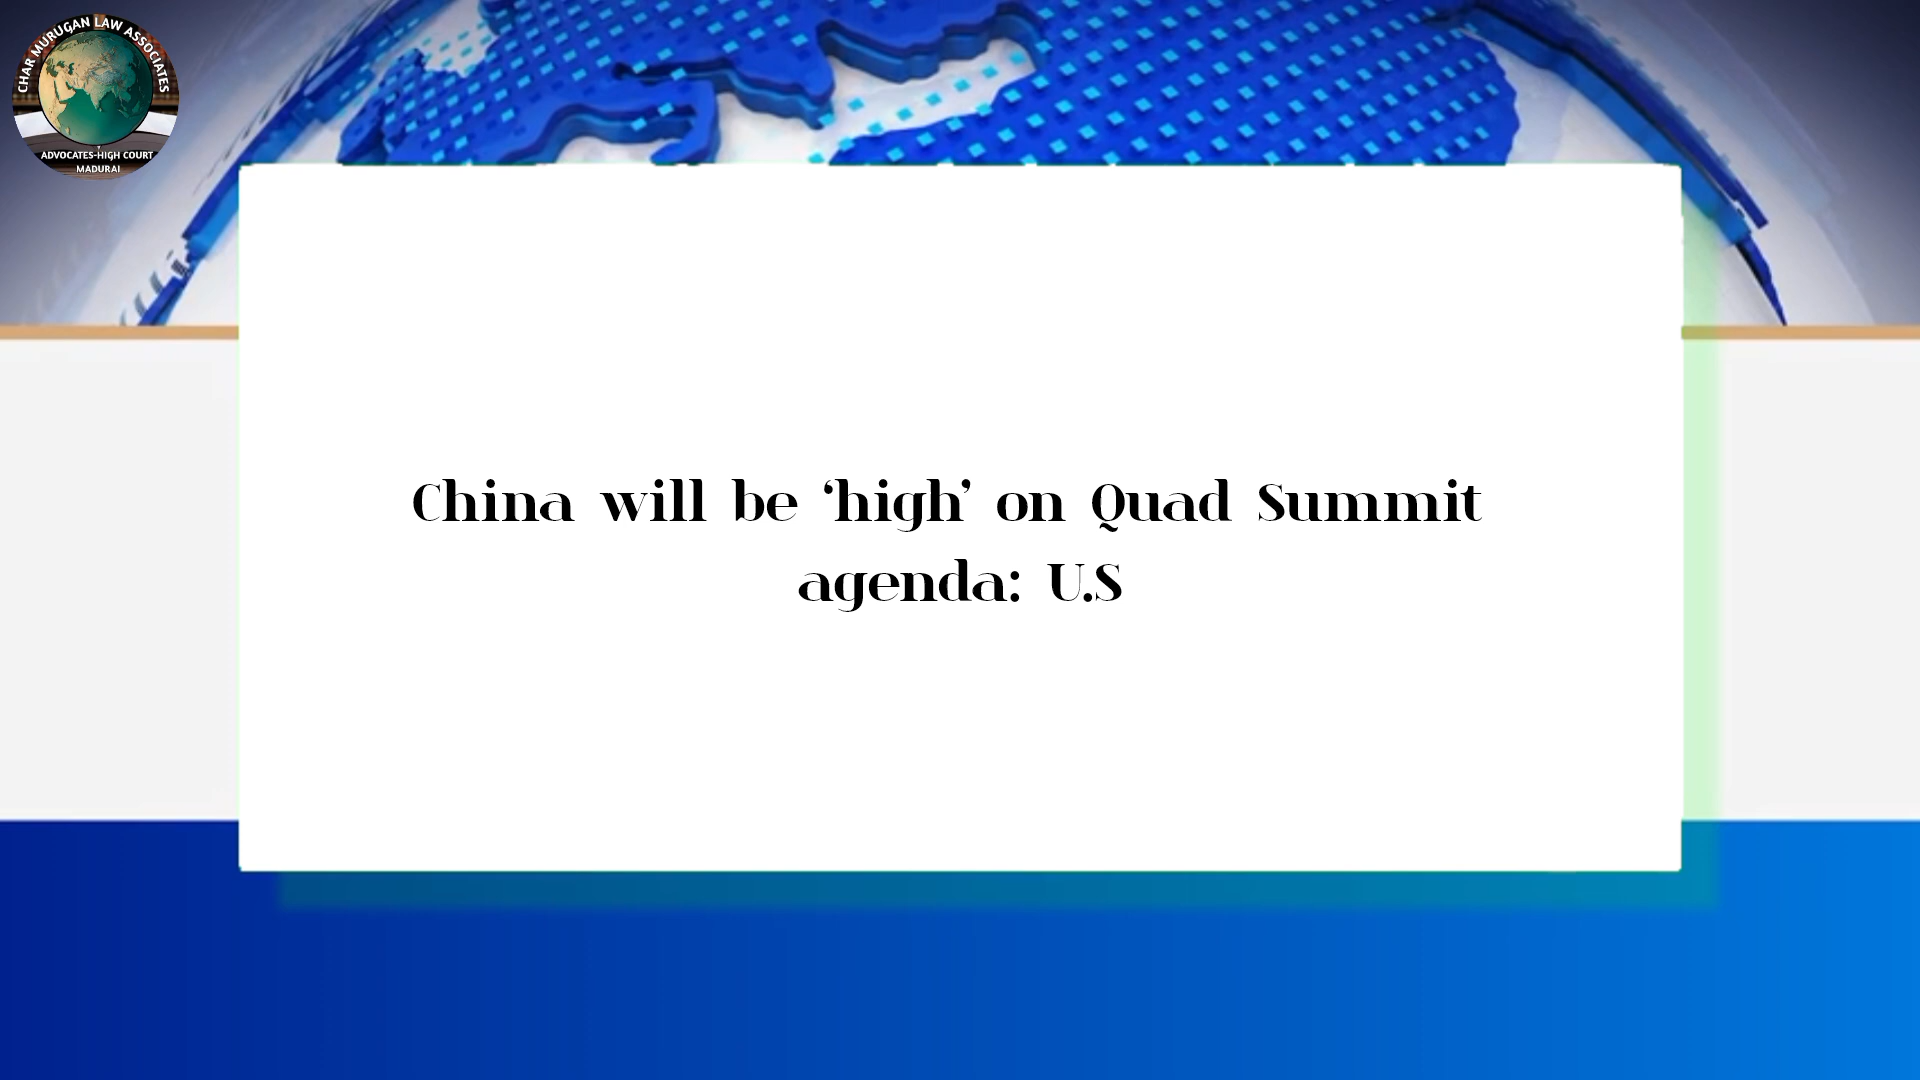 CHAR MURUGAN LAW ASSOCIATES
ADVOCATES-HIGH COURT
MADURAI
China will be ‘high’ on Quad Summit
agenda: U.S